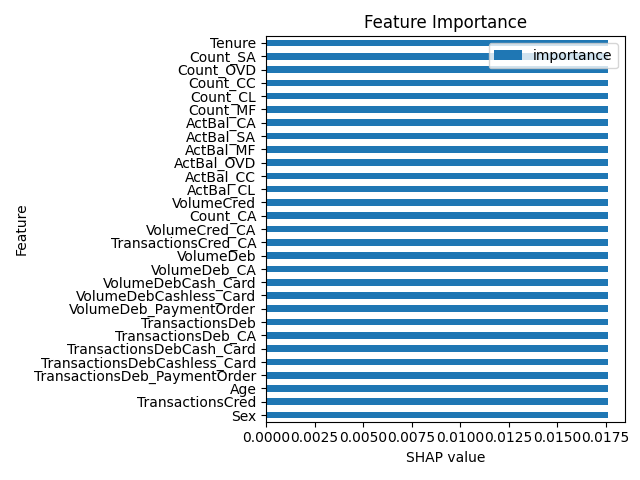 Feature Importance
importance
Feature
Tenure
Count_SA
Count_OVD
Count_CC
Count_CL
Count_MF
ActBal_CA
ActBal_SA
ActBal_MF
ActBal_OVD
ActBal_CC
ActBal_CL
VolumeCred
Count_CA
VolumeCred_CA
TransactionsCred_CA
VolumeDeb
VolumeDeb_CA
VolumeDebCash_Card
VolumeDebCashless_Card
VolumeDeb_PaymentOrder
TransactionsDeb
TransactionsDeb_CA
TransactionsDebCash_Card
TransactionsDebCashless_Card
TransactionsDeb_PaymentOrder
Age
TransactionsCred
Sex
0.0000 0.0025 0.0050 0.0075 0.0100 0.0125 0.0150 0.0175
SHAP value